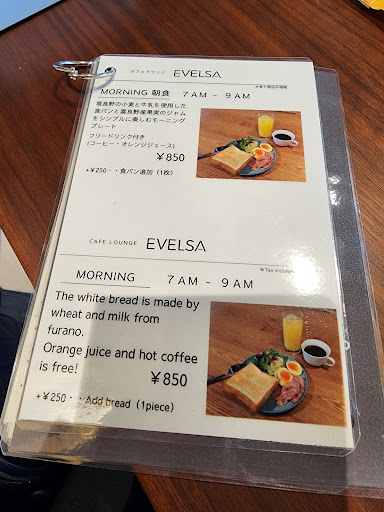 カフェラウンジ EVELSA
※全て税込み価格
MORNING 朝食 7AM - 9AM
富良野の小麦と牛乳を使用した
食パンと富良野産果実のジャム
をシンプルに楽しむモーニング
プレート
フリードリンク付き
(コーヒー・オレンジジュース)
¥850
+¥250・・食パン追加（1枚）
CAFE LOUNGE EVELSA
※Tax included
MORNING 7AM - 9AM
The white bread is made by
wheat and milk from
furano.
Orange juice and hot coffee
is free!
¥850
+¥250・・Add bread（1piece）